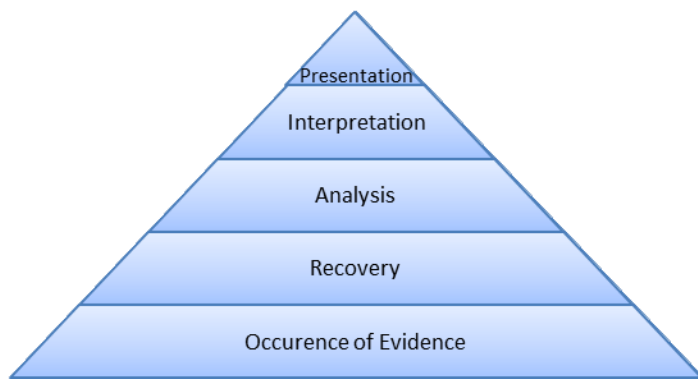 Presentation
Interpretation
Analysis
Recovery
Occurence of Evidence